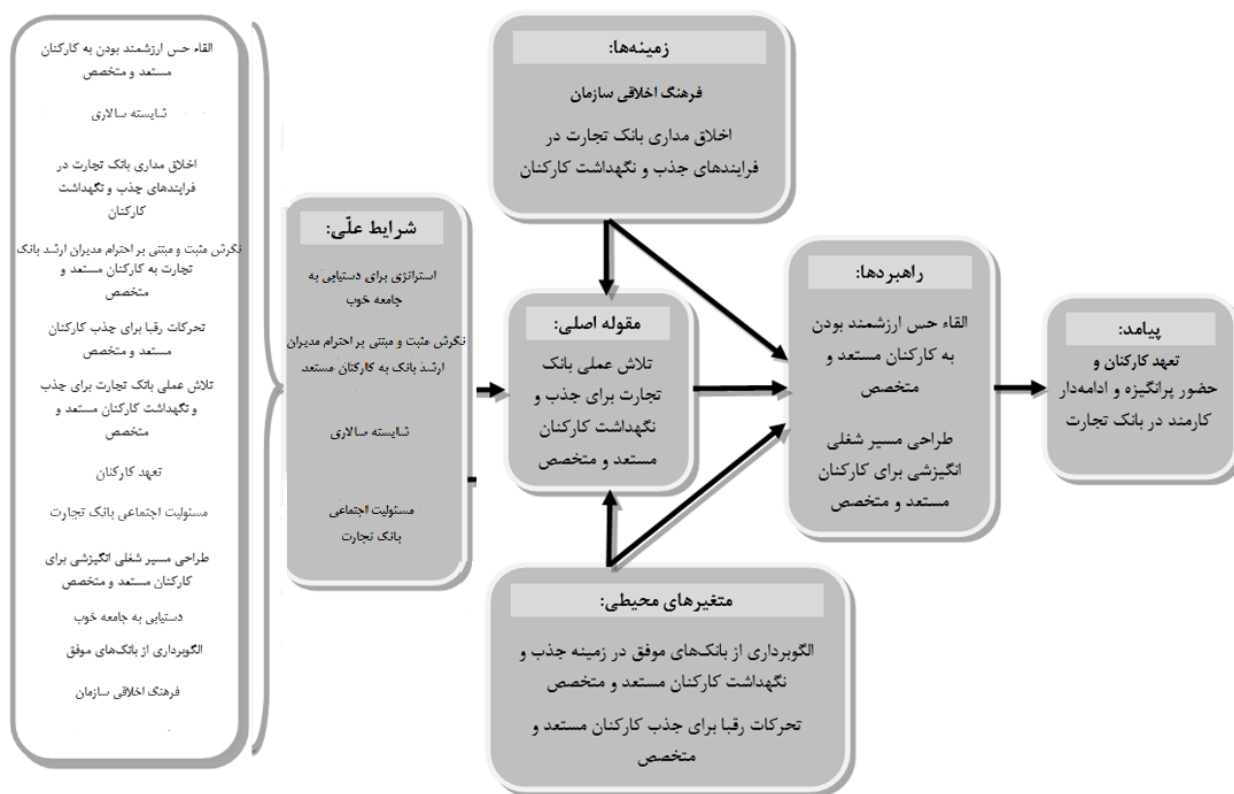 القاء حس ارزشمند بودن به کارکنان
مستعد و متخصص
شایسته سالاری
اخلاق مداری بانک تجارت در
فرایندهای جذب و نگهداشت
کارکنان
نگرش مثبت و مبتنی بر احترام مدیران ارشد بانک
تجارت به کارکنان مستعد و
متخصص
تحرکات رقبا برای جذب کارکنان
مستعد و متخصص
تلاش عملی بانک تجارت برای جذب
و نگهداشت کارکنان مستعد و
متخصص
تعهد کارکنان
مسئولیت اجتماعی بانک تجارت
طراحی مسیر شغلی انگیزشی برای
کارکنان مستعد و متخصص
دستیابی به جامعه خوب
الگوبرداری از بانک‌های موفق
فرهنگ اخلاقی سازمان
شرایط علّی:
استراتژی برای دستیابی به
جامعه خوب
نگرش مثبت و مبتنی بر احترام مدیران
ارشد بانک به کارکنان مستعد
شایسته سالاری
مسئولیت اجتماعی
بانک تجارت
زمینه‌ها:
فرهنگ اخلاقی سازمان
اخلاق مداری بانک تجارت در
فرایندهای جذب و نگهداشت کارکنان
مقوله اصلی:
تلاش عملی بانک
تجارت برای جذب و
نگهداشت کارکنان
مستعد و متخصص
متغیرهای محیطی:
الگوبرداری از بانک‌های موفق در زمینه جذب و
نگهداشت کارکنان مستعد و متخصص
تحرکات رقبا برای جذب کارکنان مستعد و
متخصص
راهبردها:
القاء حس ارزشمند بودن
به کارکنان مستعد و
متخصص
طراحی مسیر شغلی
انگیزشی برای کارکنان
مستعد و متخصص
پیامد:
تعهد کارکنان و
حضور پرانگیزه و ادامه‌دار
کارمند در بانک تجارت